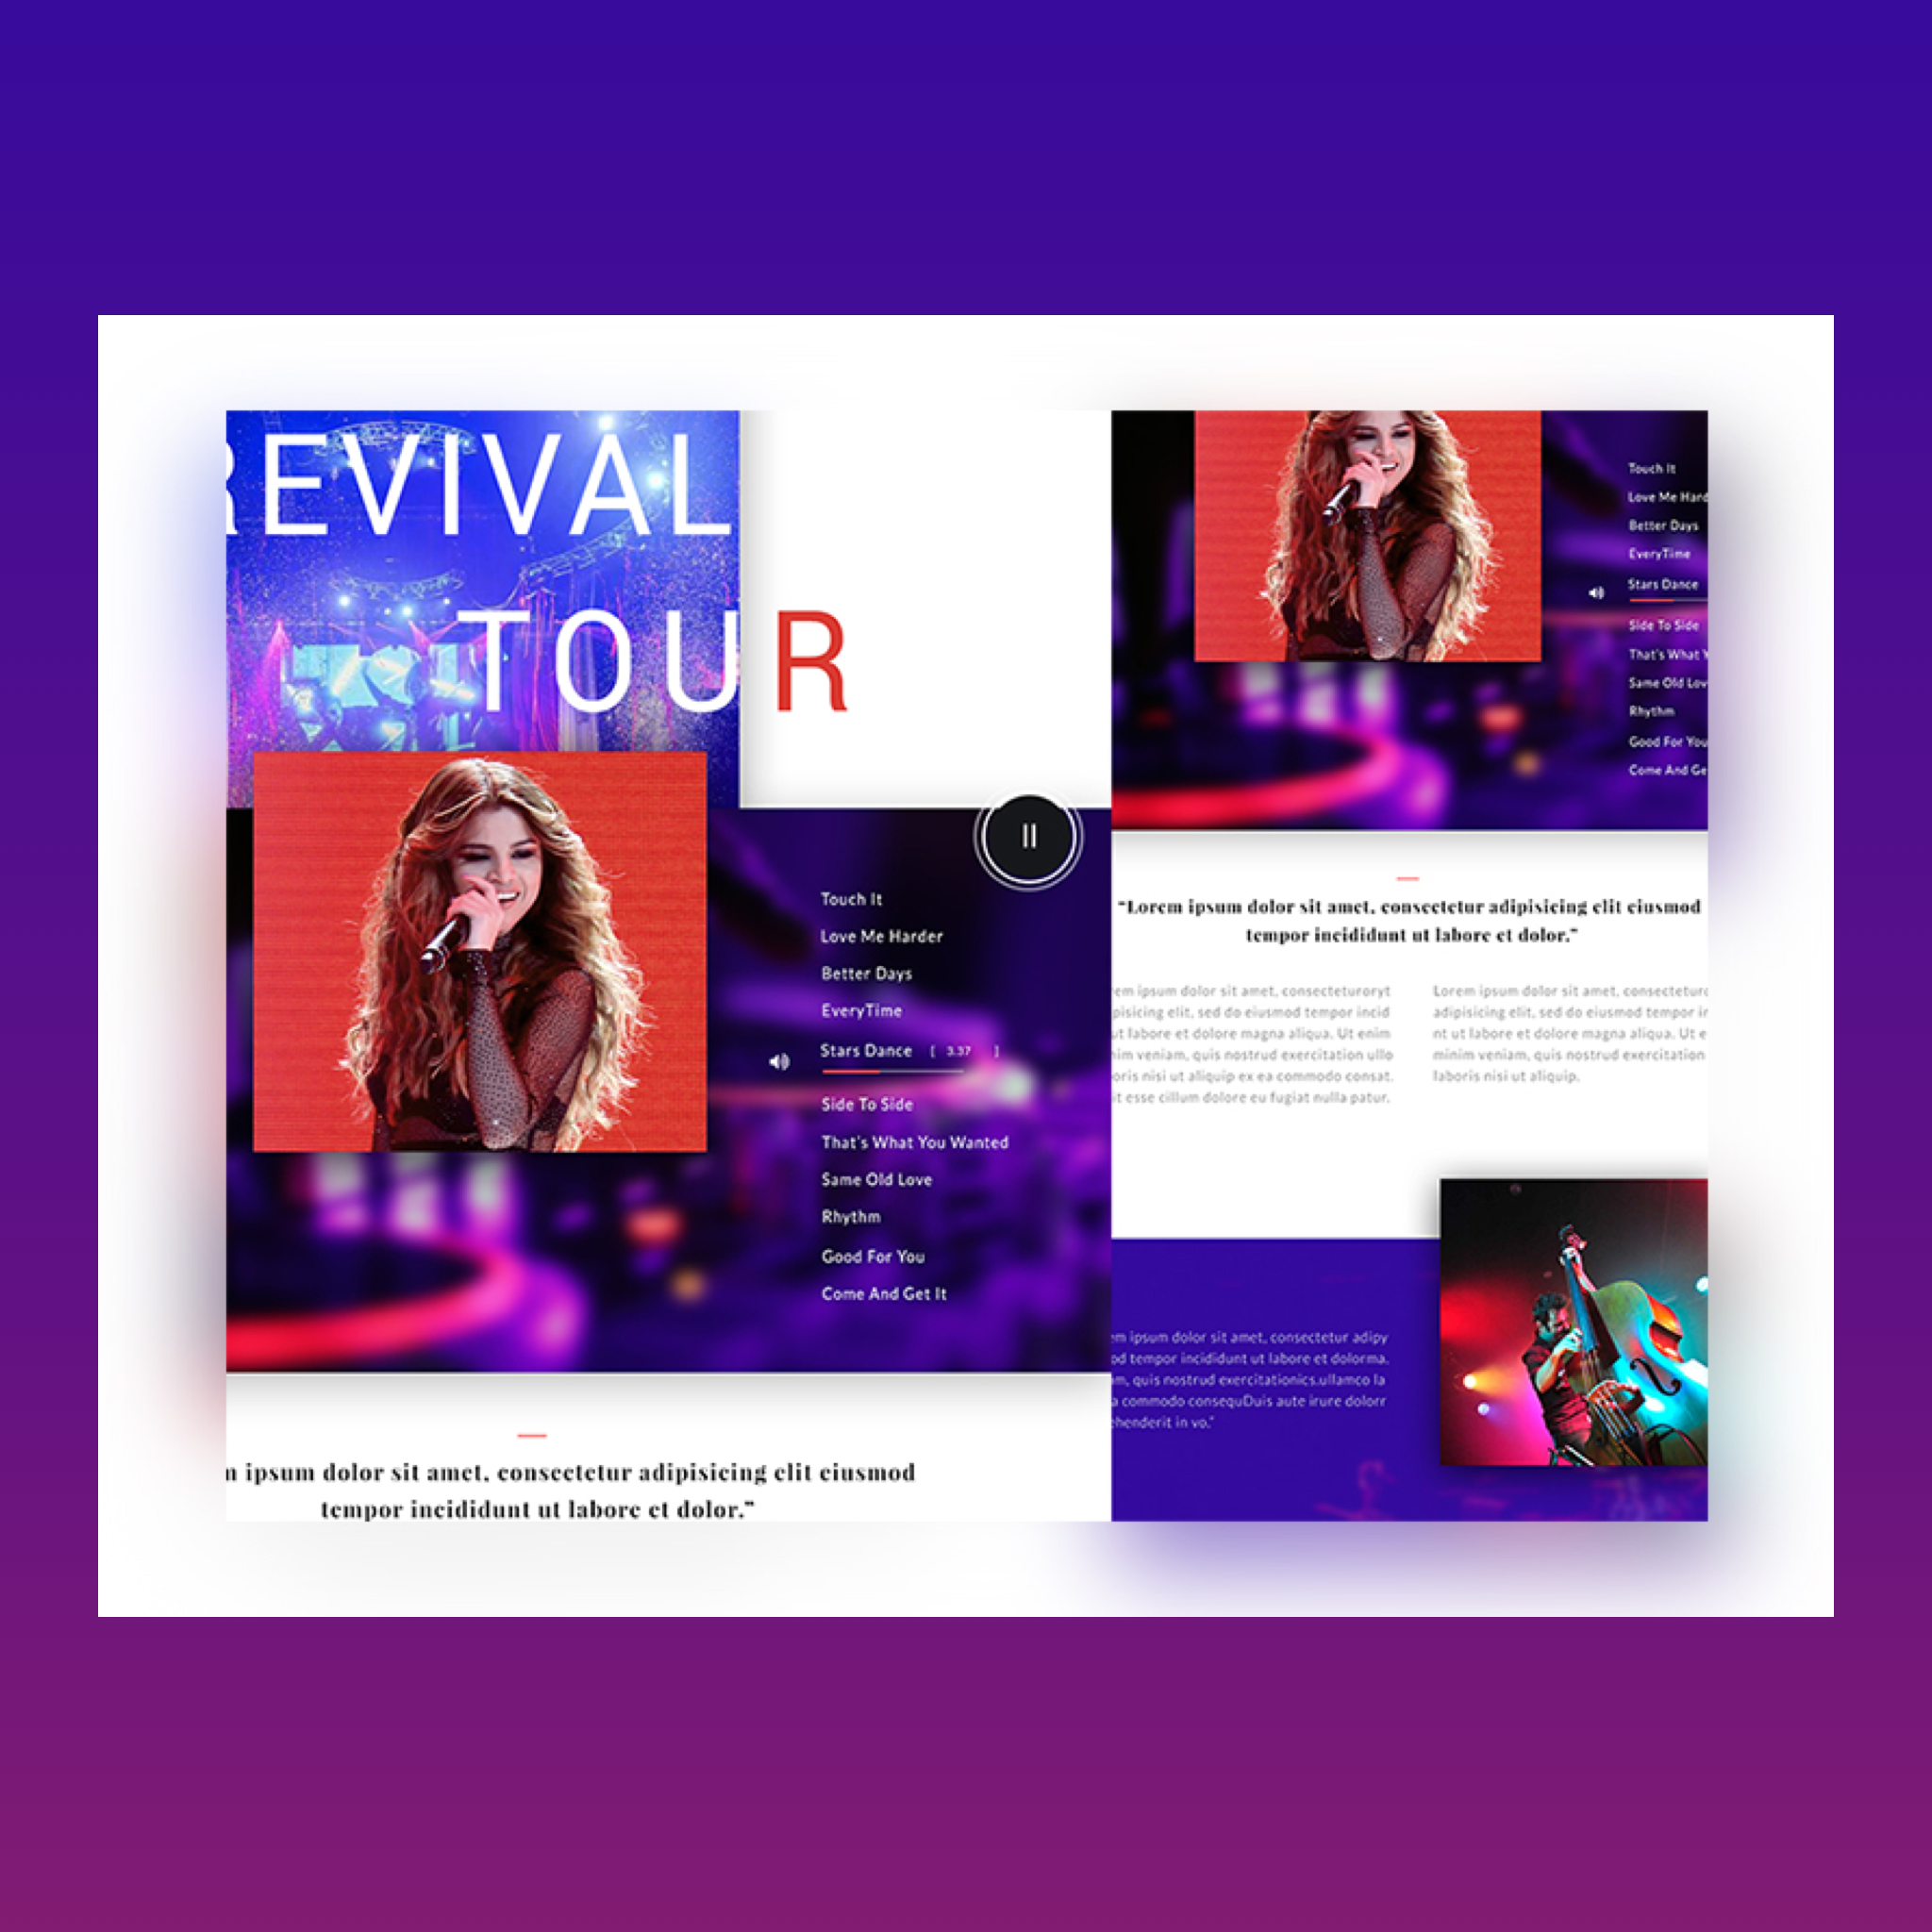 REVIVAL
TOUR
Touch It
Love Me Harder
Better Days
EveryTime
Stars Dance [ 3.37 ]
Side To Side
That's What You Wanted
Same Old Love
Rhythm
Good For You
Come And Get It
m ipsum dolor sit amet, consectetur adipisicing elit eiusmod
tempor incididunt ut labore et dolor.”
Touch It
Love Me Hard
Better Days
EveryTime
Stars Dance
Side To Side
That's What Y
Same Old Lov
Rhythm
Good For You
Come And Ge
“Lorem ipsum dolor sit amet, consectetur adipisicing elit eiusmod
tempor incididunt ut labore et dolor.”
rem ipsum dolor sit amet, consecteturoryt
pisicing elit, sed do eiusmod tempor incid
ut labore et dolore magna aliqua. Ut enim
nim veniam, quis nostrud exercitation ullo
oris nisi ut aliquip ex ea commodo consat.
it esse cillum dolore eu fugiat nulla patur.
Lorem ipsum dolor sit amet, consectetura
adipisicing elit, sed do eiusmod tempor ir
nt ut labore et dolore magna aliqua. Ut e
minim veniam, quis nostrud exercitation
laboris nisi ut aliquip.
em ipsum dolor sit amet, consectetur adipy
od tempor incididunt ut labore et dolorma,
m, quis nostrud exercitationics.ullamco la
a commodo consequDuis aute irure dolorr
ehenderit in vo.”